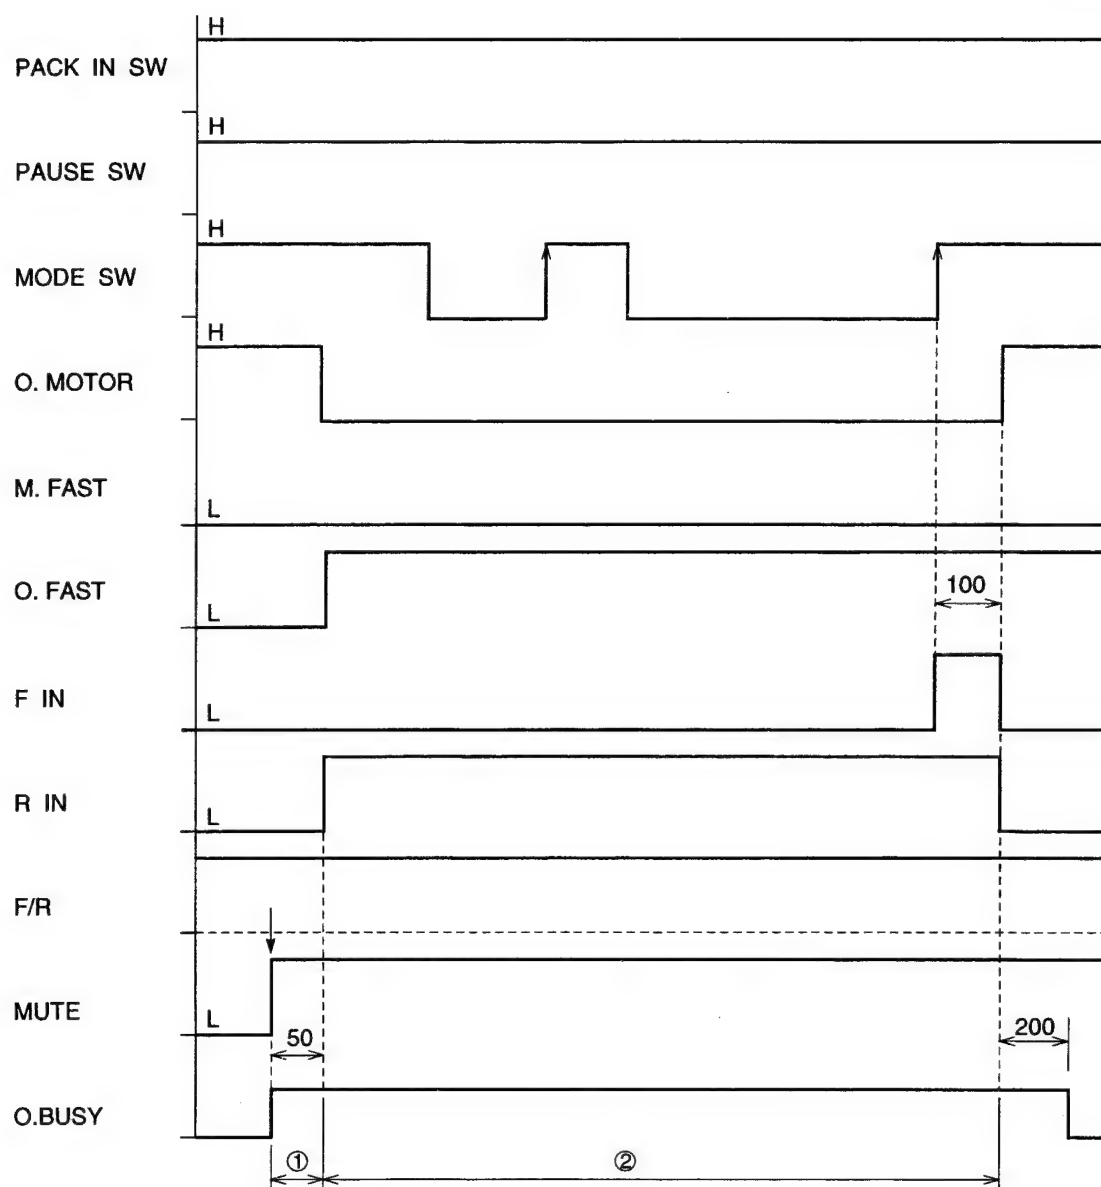 H
PACK IN SW
H
PAUSE SW
H
MODE SW
H
O. MOTOR
M. FAST
L
O. FAST
L
100
F IN
L
R IN
L
F/R
MUTE
L
50
200
O.BUSY
① ②